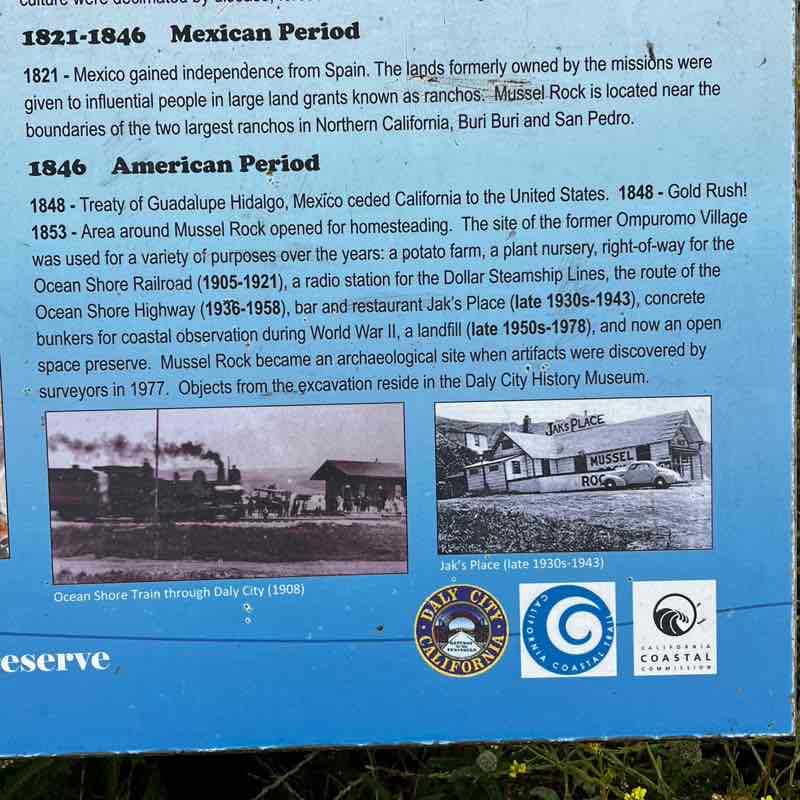 culture were decimated by disease,
1821-1846 Mexican Period
1821 - Mexico gained independence from Spain. The lands formerly owned by the missions were
given to influential people in large land grants known as ranchos. Mussel Rock is located near the
boundaries of the two largest ranchos in Northern California, Buri Buri and San Pedro.
1846 American Period
1848 - Treaty of Guadalupe Hidalgo, Mexico ceded California to the United States. 1848 - Gold Rush!
1853 - Area around Mussel Rock opened for homesteading. The site of the former Ompuromo Village
was used for a variety of purposes over the years: a potato farm, a plant nursery, right-of-way for the
Ocean Shore Railroad (1905-1921), a radio station for the Dollar Steamship Lines, the route of the
Ocean Shore Highway (1936-1958), bar and restaurant Jak's Place (late 1930s-1943), concrete
bunkers for coastal observation during World War II, a landfill (late 1950s-1978), and now an open
space preserve. Mussel Rock became an archaeological site when artifacts were discovered by
surveyors in 1977. Objects from the excavation reside in the Daly City History Museum.
JAK'S PLACE
MUSSEL
ROC
Ocean Shore Train through Daly City (1908)
Jak's Place (late 1930s-1943)
DALY CITY
GATEWAY
TO THE
PENINSULA
CALIFORNIA
CALIFORNIA COASTAL TRAIL
CALIFORNIA
COASTAL
COMMISSION
eserve